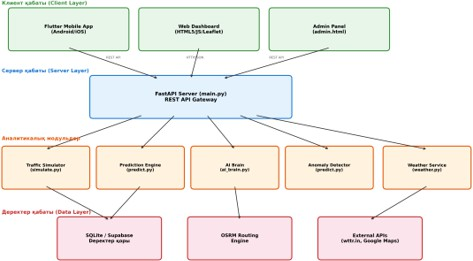 Клиент қабаты (Client Layer)
Flutter Mobile App
(Android/iOS)
Web Dashboard
(HTML5/JS/Leaflet)
Admin Panel
(admin.html)
REST API
REST API
Сервер қабаты (Server Layer)
FastAPI Server (main.py)
REST API Gateway
Аналитикалық модульдер
Traffic Simulator
(simulate.py)
Prediction Engine
(predict.py)
AI Brain
(ai_brain.py)
Anomaly Detector
(predict.py)
Weather Service
(weather.py)
Деректер қабаты (Data Layer)
SQLite / Supabase
Деректер қоры
OSRM Routing
Engine
External APIs
(wttr.in, Google Maps)